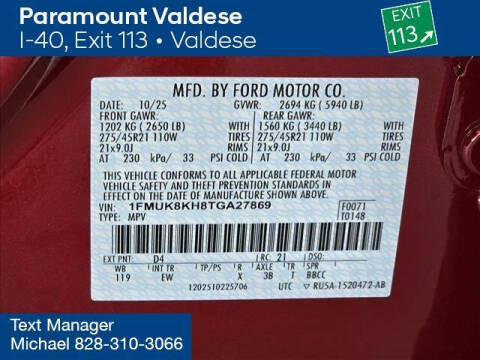 Paramount Valdese
I-40, Exit 113 • Valdese
EXIT
113
MFD. BY FORD MOTOR CO.
DATE: 10/25 GVWR: 2694 KG ( 5940 LB)
FRONT GAWR: REAR GAWR:
1202 KG ( 2650 LB) 1560 KG ( 3440 LB) WITH
275/45R21 110W TIRES 275/45R21 110W TIRES
21x9.0J RIMS 21x9.0J RIMS
AT 230 kPa/ 33 PSI COLD AT 230 kPa/ 33 PSI COLD
THIS VEHICLE CONFORMS TO ALL APPLICABLE FEDERAL MOTOR
VEHICLE SAFETY, BUMPER, AND THEFT PREVENTION STANDARDS IN
EFFECT ON THE DATE OF MANUFACTURE SHOWN ABOVE.
VIN: 1FMUK8KH8TGA27869 F0071
TYPE: MPV T0148
EXT PNT: D4 RC: 21 DSO:
WB INT TR TP/PS R AXLE TR SPR
119 EW X 3B T BBCC
1202510225706 UTC RU5A-1520472-AB
Text Manager
Michael 828-310-3066